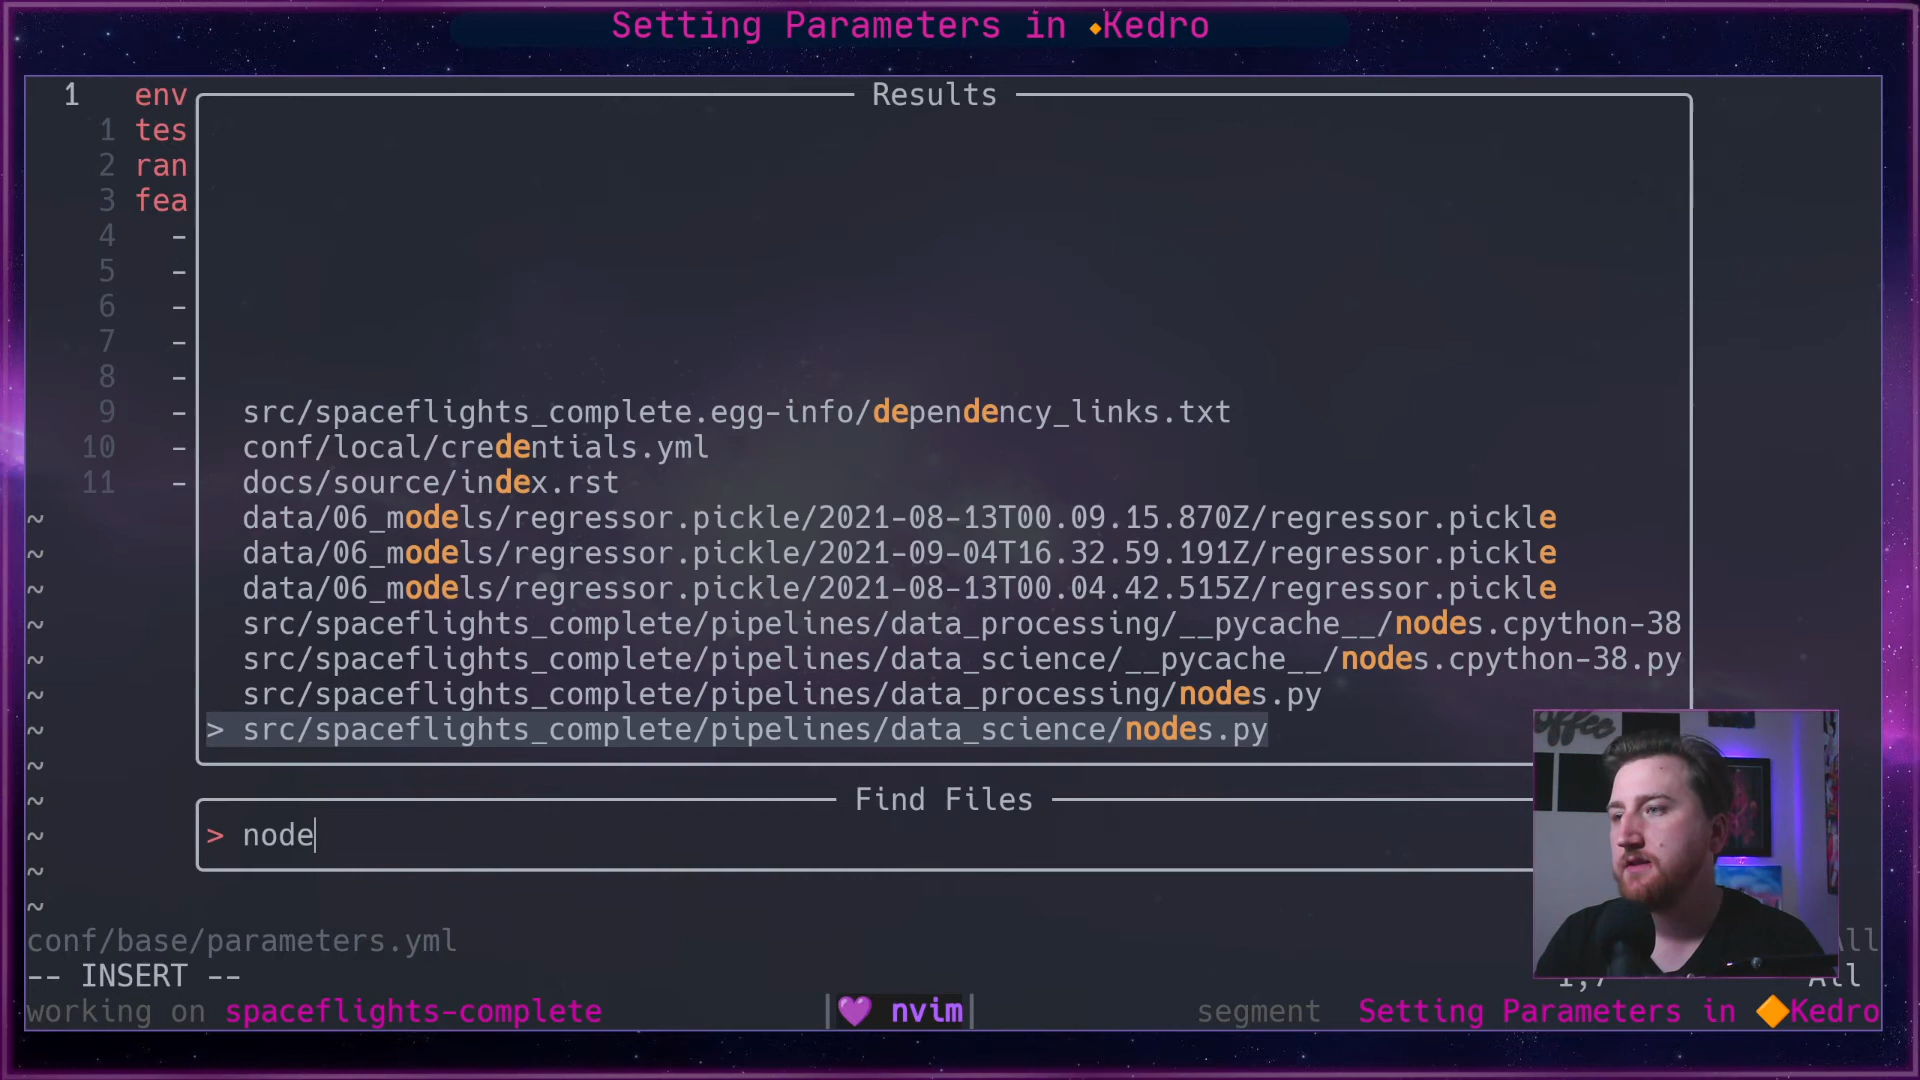 Setting Parameters in 🔸Kedro
1 env
1 tes
2 ran
3 fea
4 -
5 -
6 -
7 -
8 -
9 -
10 -
11 -
Results
src/spaceflights_complete.egg-info/dependency_links.txt
conf/local/credentials.yml
docs/source/index.rst
data/06_models/regressor.pickle/2021-08-13T00.09.15.870Z/regressor.pickle
data/06_models/regressor.pickle/2021-09-04T16.32.59.191Z/regressor.pickle
data/06_models/regressor.pickle/2021-08-13T00.04.42.515Z/regressor.pickle
src/spaceflights_complete/pipelines/data_processing/__pycache__/nodes.cpython-38
src/spaceflights_complete/pipelines/data_science/__pycache__/nodes.cpython-38.py
src/spaceflights_complete/pipelines/data_processing/nodes.py
> src/spaceflights_complete/pipelines/data_science/nodes.py
Find Files
> node
~
~
~
~
~
~
~
~
~
~
~
~
conf/base/parameters.yml All
-- INSERT -- All
working on spaceflights-complete |💜 nvim| segment Setting Parameters in 🔶Kedro